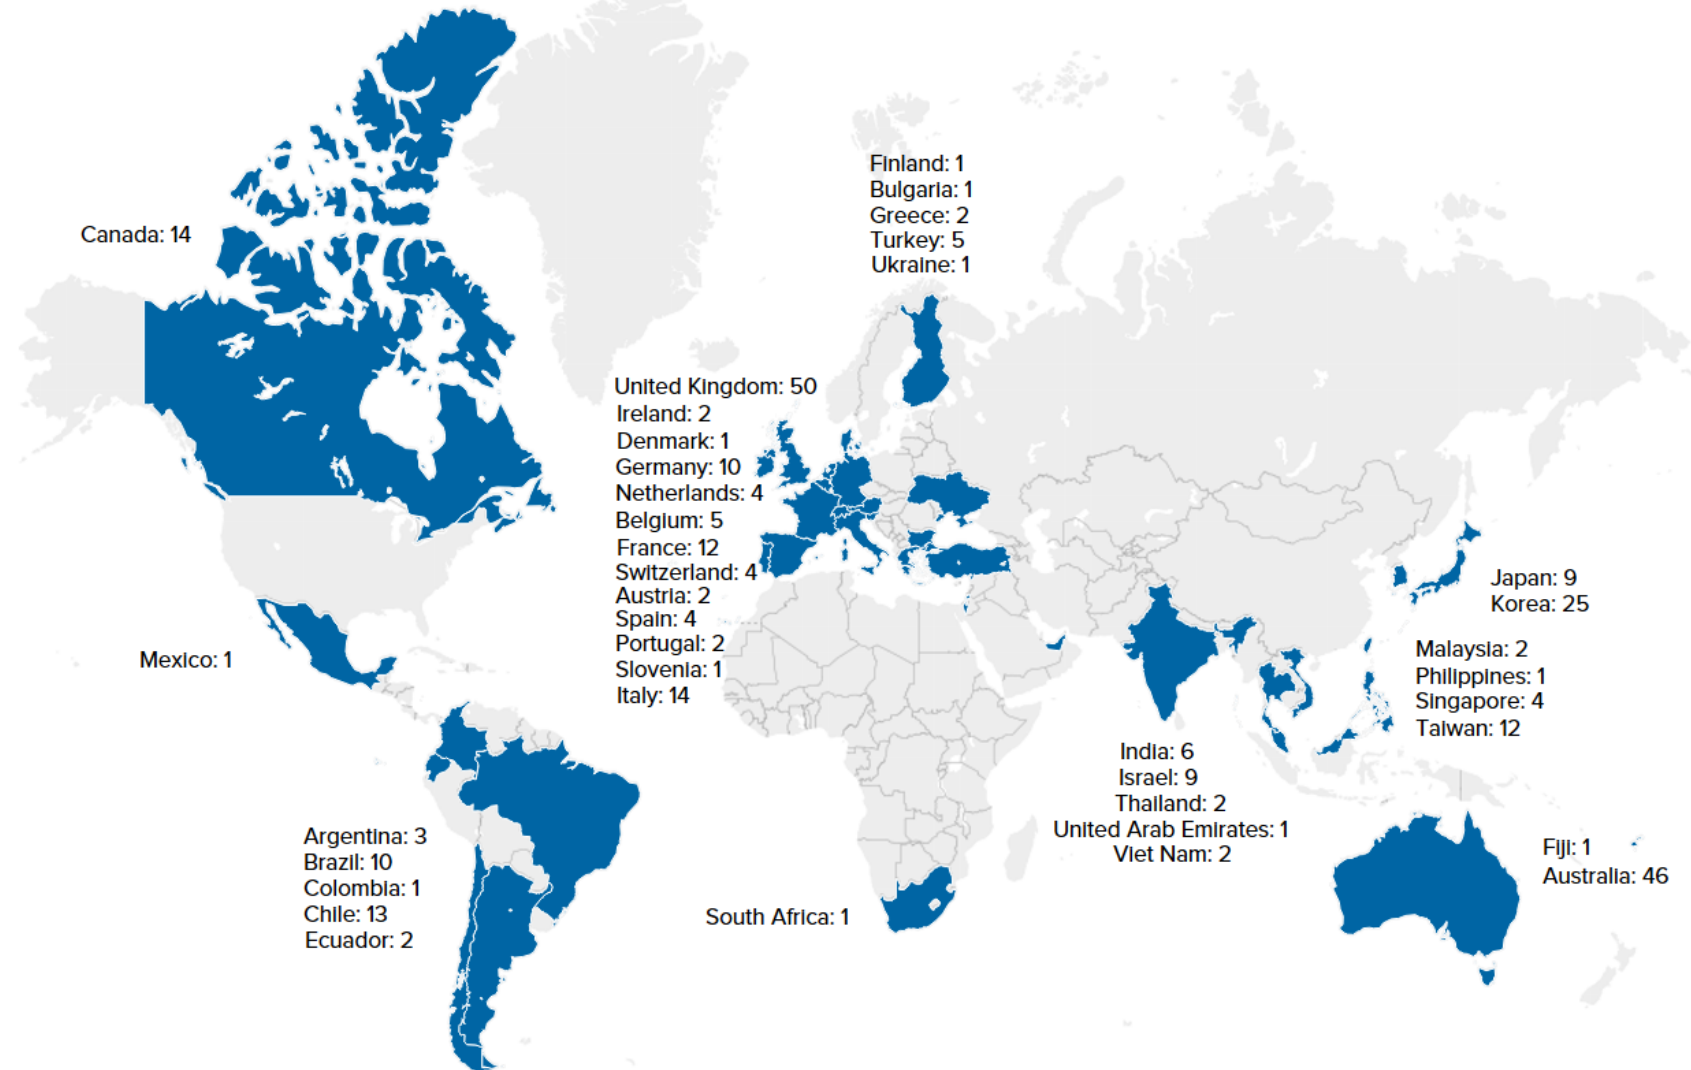 Finland: 1
Bulgaria: 1
Greece: 2
Turkey: 5
Ukraine: 1
Canada: 14
United Kingdom: 50
Ireland: 2
Denmark: 1
Germany: 10
Netherlands: 4
Belgium: 5
France: 12
Switzerland: 4
Austria: 2
Spain: 4
Portugal: 2
Slovenia: 1
Italy: 14
Japan: 9
Korea: 25
Mexico: 1
Malaysia: 2
Philippines: 1
Singapore: 4
Taiwan: 12
India: 6
Israel: 9
Thailand: 2
United Arab Emirates: 1
Viet Nam: 2
Argentina: 3
Brazil: 10
Colombia: 1
Chile: 13
Ecuador: 2
South Africa: 1
Fiji: 1
Australia: 46